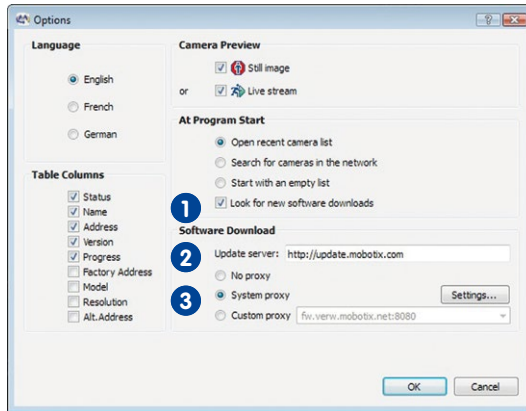 Options
Language
English
French
German
Table Columns
Status
Name
Address
Version
Progress
Factory Address
Model
Resolution
Alt.Address
Camera Preview
Still image
or
Live stream
At Program Start
Open recent camera list
Search for cameras in the network
Start with an empty list
1
Look for new software downloads
Software Download
2
Update server: http://update.mobotix.com
No proxy
3
System proxy
Settings...
Custom proxy fw.verw.mobotix.net:8080
OK
Cancel